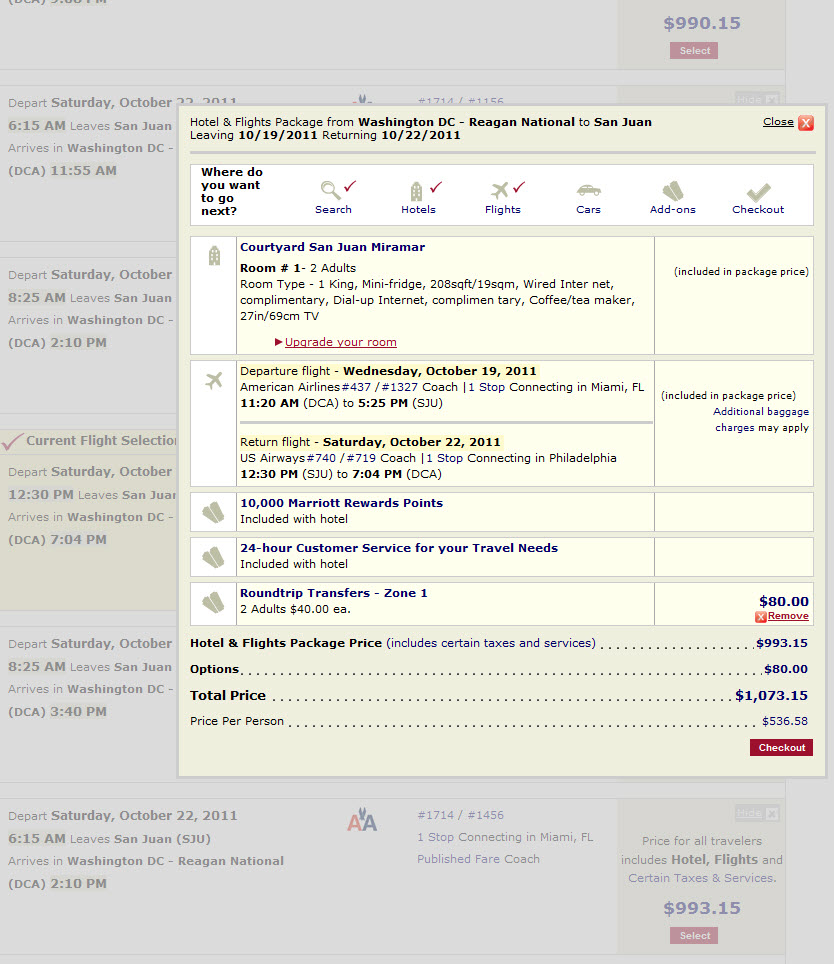 (DCA) 9:00 PM
$990.15
Select
Depart Saturday, October 22, 2011
#1714 / #1156
Hide
6:15 AM Leaves San Juan
Arrives in Washington DC -
(DCA) 11:55 AM
Depart Saturday, October
8:25 AM Leaves San Juan
Arrives in Washington DC -
(DCA) 2:10 PM
Current Flight Selection
Depart Saturday, October
12:30 PM Leaves San Juan
Arrives in Washington DC -
(DCA) 7:04 PM
Depart Saturday, October
8:25 AM Leaves San Juan
Arrives in Washington DC -
(DCA) 3:40 PM
Hotel & Flights Package from Washington DC - Reagan National to San Juan
Leaving 10/19/2011 Returning 10/22/2011
Close X
Where do
you want
to go
next?
Search
Hotels
Flights
Cars
Add-ons
Checkout
Courtyard San Juan Miramar
Room # 1- 2 Adults
Room Type - 1 King, Mini-fridge, 208sqft/19sqm, Wired Inter net,
complimentary, Dial-up Internet, complimen tary, Coffee/tea maker,
27in/69cm TV
Upgrade your room
(included in package price)
Departure flight - Wednesday, October 19, 2011
American Airlines#437 /#1327 Coach |1 Stop Connecting in Miami, FL
11:20 AM (DCA) to 5:25 PM (SJU)
Return flight - Saturday, October 22, 2011
US Airways#740 /#719 Coach |1 Stop Connecting in Philadelphia
12:30 PM (SJU) to 7:04 PM (DCA)
(included in package price)
Additional baggage
charges may apply
10,000 Marriott Rewards Points
Included with hotel
24-hour Customer Service for your Travel Needs
Included with hotel
Roundtrip Transfers - Zone 1
2 Adults $40.00 ea.
$80.00
X Remove
Hotel & Flights Package Price (includes certain taxes and services) $993.15
Options $80.00
Total Price $1,073.15
Price Per Person $536.58
Checkout
Depart Saturday, October 22, 2011
6:15 AM Leaves San Juan (SJU)
Arrives in Washington DC - Reagan National
(DCA) 2:10 PM
AA
#1714 / #1456
1 Stop Connecting in Miami, FL
Published Fare Coach
Hide X
Price for all travelers
includes Hotel, Flights and
Certain Taxes & Services.
$993.15
Select